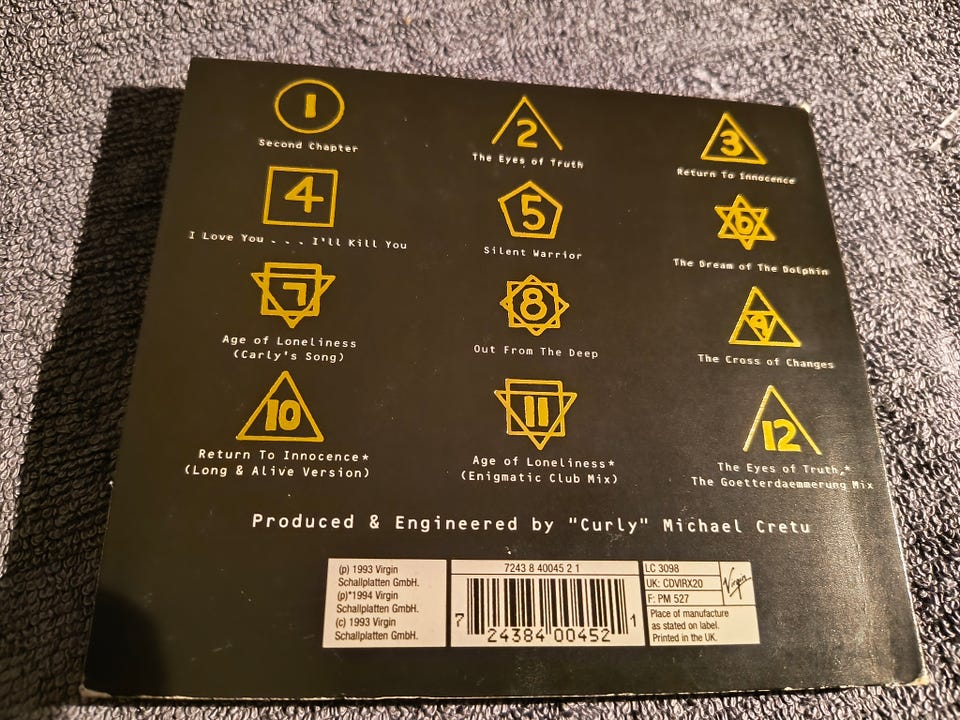 1
Second Chapter
2
The Eyes of Truth
3
Return To Innocence
4
I Love You . . . I'll Kill You
5
Silent Warrior
6
The Dream of The Dolphin
7
Age of Loneliness
(Carly's Song)
8
Out From The Deep
9
The Cross of Changes
10
Return To Innocence*
(Long & Alive Version)
11
Age of Loneliness*
(Enigmatic Club Mix)
12
The Eyes of Truth*
The Goetterdaemmerung Mix
Produced & Engineered by "Curly" Michael Cretu
(p) 1993 Virgin
Schallplatten GmbH.
(p)*1994 Virgin
Schallplatten GmbH.
(c) 1993 Virgin
Schallplatten GmbH.
7243 8 40045 2 1
7 24384 00452 1
LC 3098
UK: CDVIRX20
F: PM 527
Virgin
Place of manufacture
as stated on label.
Printed in the UK.